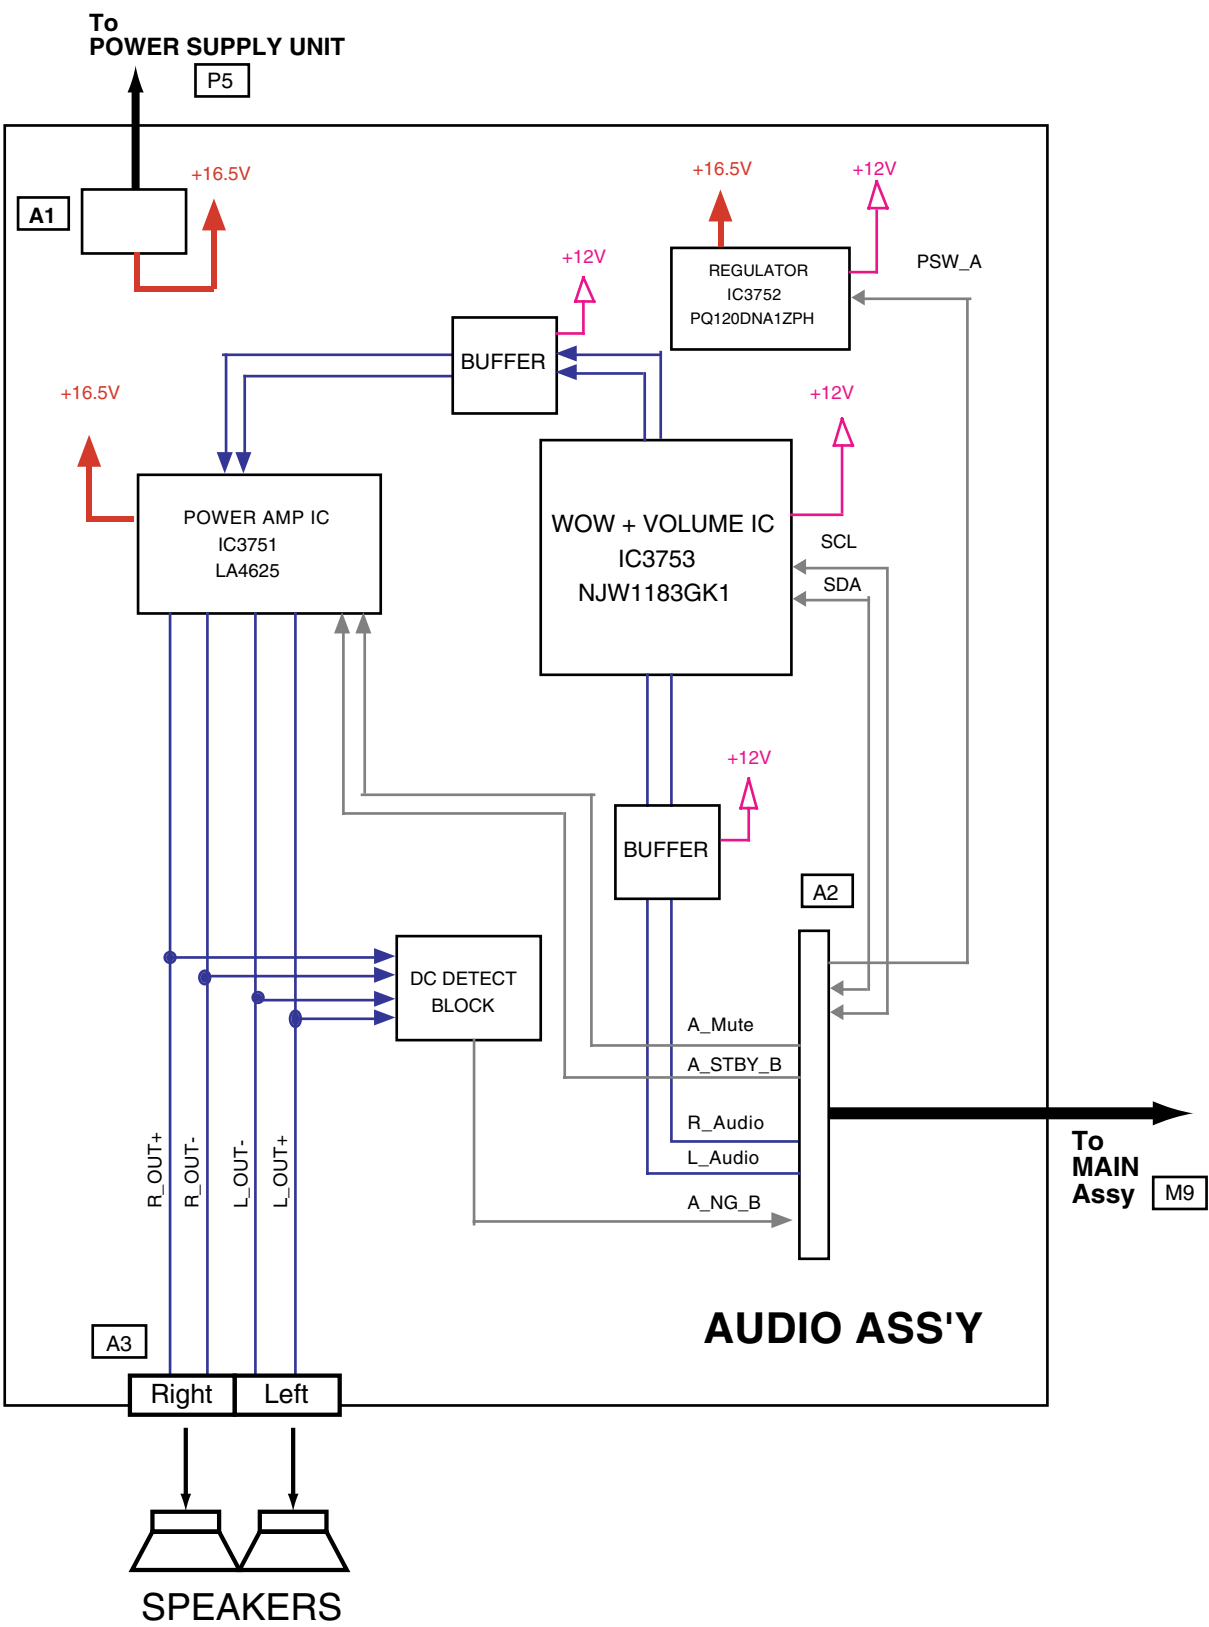 To
POWER SUPPLY UNIT
P5
+16.5V
A1
+16.5V
+12V
REGULATOR
IC3752
PQ120DNA1ZPH
PSW_A
+12V
BUFFER
+16.5V
+12V
POWER AMP IC
IC3751
LA4625
WOW + VOLUME IC
IC3753
NJW1183GK1
SCL
SDA
+12V
BUFFER
A2
DC DETECT
BLOCK
A_Mute
A_STBY_B
R_Audio
L_Audio
A_NG_B
To
MAIN
Assy
M9
R_OUT+
R_OUT-
L_OUT-
L_OUT+
AUDIO ASS'Y
A3
Right
Left
SPEAKERS